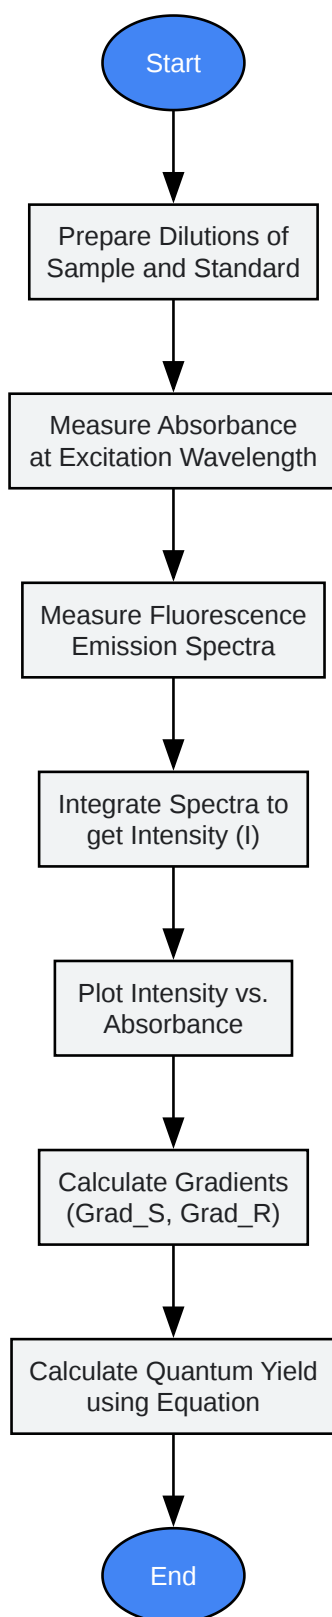 Start
Prepare Dilutions of
Sample and Standard
Measure Absorbance
at Excitation Wavelength
Measure Fluorescence
Emission Spectra
Integrate Spectra to
get Intensity (I)
Plot Intensity vs.
Absorbance
Calculate Gradients
(Grad_S, Grad_R)
Calculate Quantum Yield
using Equation
End